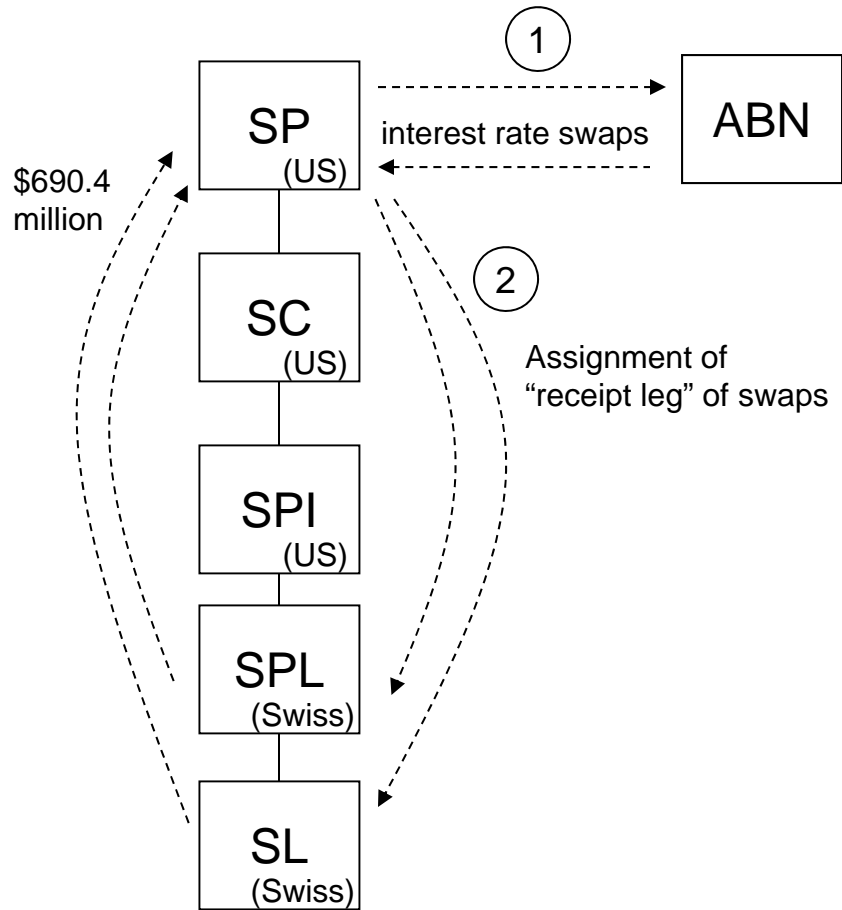 1
SP
(US)
interest rate swaps
ABN
$690.4
million
2
SC
(US)
Assignment of
“receipt leg” of swaps
SPI
(US)
SPL
(Swiss)
SL
(Swiss)